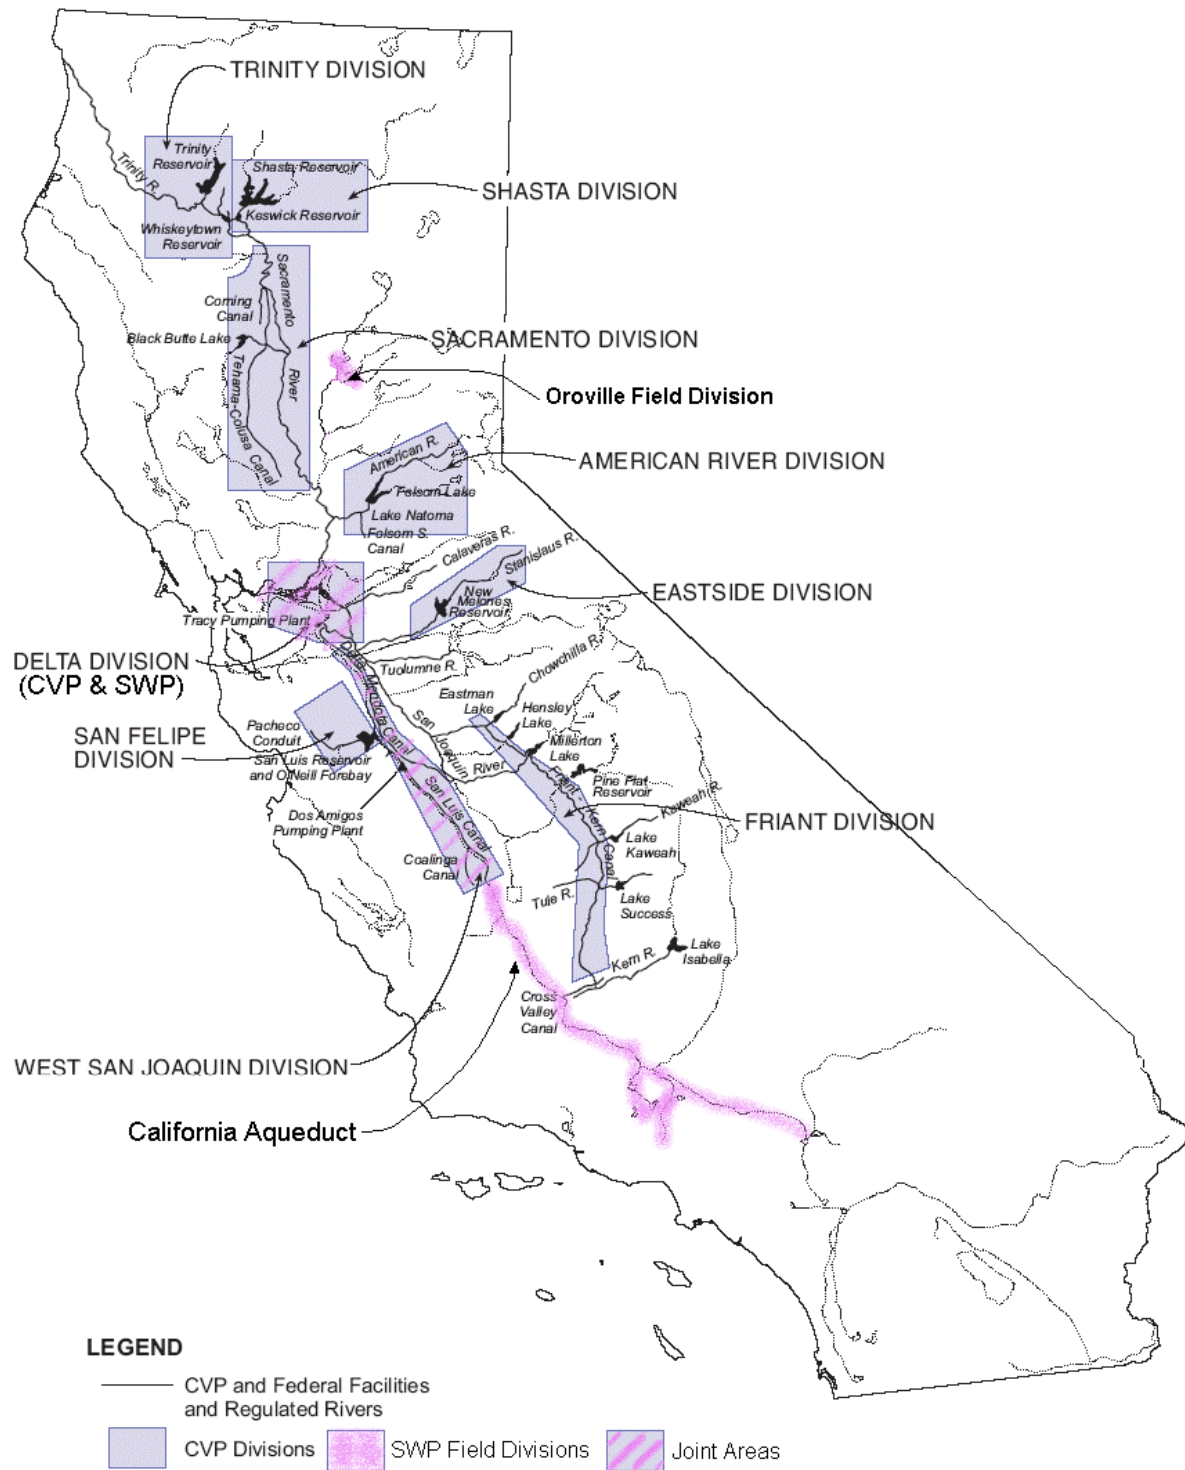 TRINITY DIVISION
Trinity
Reservoir
Trinity R.
Shasta Reservoir
SHASTA DIVISION
Keswick Reservoir
Whiskeytown
Reservoir
Sacramento
River
Corning
Canal
Black Butte Lake
SACRAMENTO DIVISION
Tehama-Colusa Canal
Oroville Field Division
American R.
AMERICAN RIVER DIVISION
Folsom Lake
Lake Natoma
Folsom S.
Canal
Calaveras R.
Stanislaus R.
New
Melones
Reservoir
EASTSIDE DIVISION
Tracy Pumping Plant
DELTA DIVISION
(CVP & SWP)
Delta Mendota Canal
Tuolumne R.
Chowchilla R.
Eastman
Lake
Hensley
Lake
San
Joaquin
River
Millerton
Lake
Pacheco
Conduit
SAN FELIPE
DIVISION
San Luis Reservoir
and O'Neill Forebay
Pine Flat
Reservoir
Friant - Kern Canal
San Luis Canal
Kaweah R.
Dos Amigos
Pumping Plant
FRIANT DIVISION
Lake
Kaweah
Coalinga
Canal
Tule R.
Lake
Success
Kern R.
Lake
Isabella
Cross
Valley
Canal
WEST SAN JOAQUIN DIVISION
California Aqueduct
LEGEND
CVP and Federal Facilities
and Regulated Rivers
CVP Divisions
SWP Field Divisions
Joint Areas